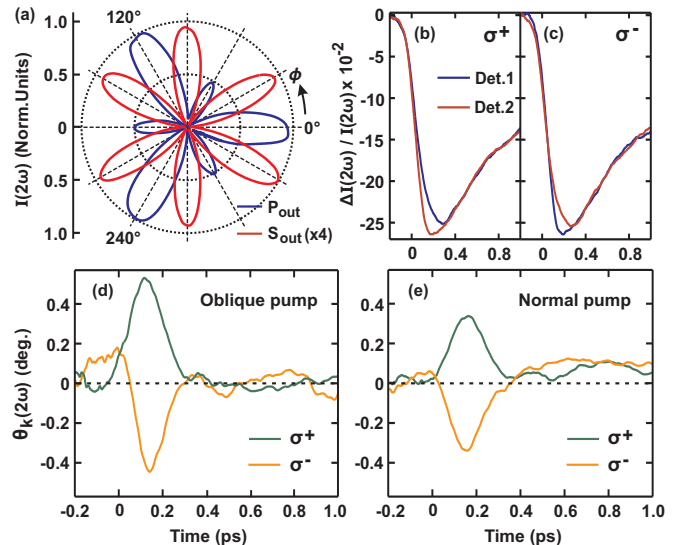 (a)
I(2ω) (Norm.Units)
1.0
0.5
0
0.5
1.0
120°
ϕ
0°
240°
P_out
S_out (x4)
ΔI(2ω) / I(2ω) x 10⁻²
0
-5
-10
-15
-20
-25
(b) σ+
(c) σ-
Det.1
Det.2
0 0.4 0.8
0 0.4 0.8
(d) Oblique pump
θ_k(2ω) (deg.)
0.4
0.2
0
-0.2
-0.4
σ+
σ-
-0.2 0 0.2 0.4 0.6 0.8 1.0
Time (ps)
(e) Normal pump
0.4
0.2
0
-0.2
-0.4
σ+
σ-
-0.2 0 0.2 0.4 0.6 0.8 1.0
Time (ps)